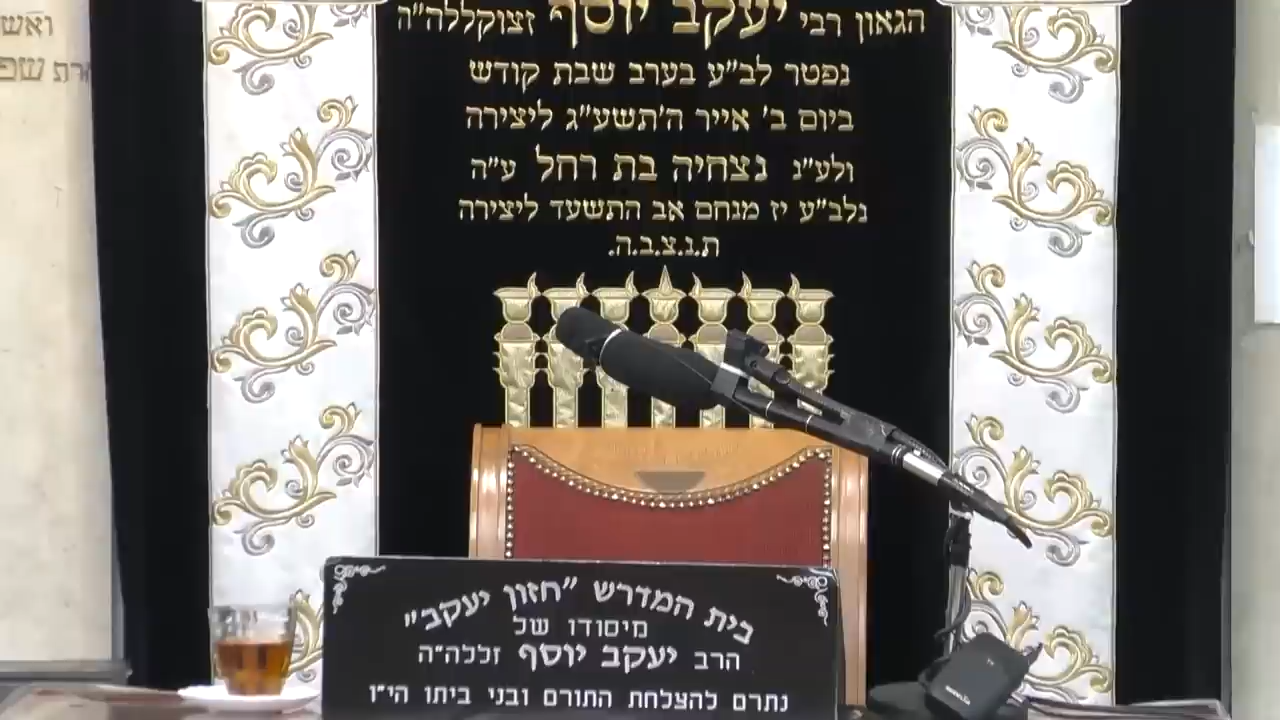 הגאון רבי יעקב יוסף זצוקללה"ה
נפטר לב"ע בערב שבת קודש
ביום ב' אייר ה'תשע"ג ליצירה
ולע"נ נצחיה בת רחל ע"ה
נלב"ע יז מנחם אב התשעד ליצירה
ת.נ.צ.ב.ה.
בית המדרש "חזון יעקב"
מיסודו של
הרב יעקב יוסף זללה"ה
נתרם להצלחת התורם ובני ביתו הי"ו